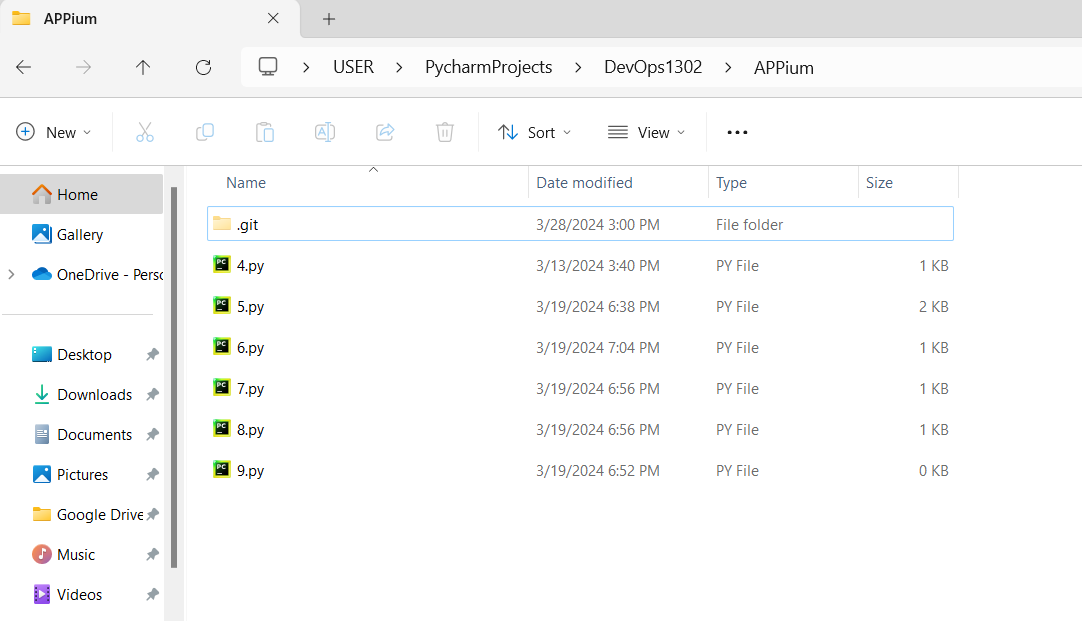 APPium
USER > PycharmProjects > DevOps1302 > APPium
New Sort View
Name Date modified Type Size
.git 3/28/2024 3:00 PM File folder
4.py 3/13/2024 3:40 PM PY File 1 KB
5.py 3/19/2024 6:38 PM PY File 2 KB
6.py 3/19/2024 7:04 PM PY File 1 KB
7.py 3/19/2024 6:56 PM PY File 1 KB
8.py 3/19/2024 6:56 PM PY File 1 KB
9.py 3/19/2024 6:52 PM PY File 0 KB
Home
Gallery
OneDrive - Perso
Desktop
Downloads
Documents
Pictures
Google Drive
Music
Videos